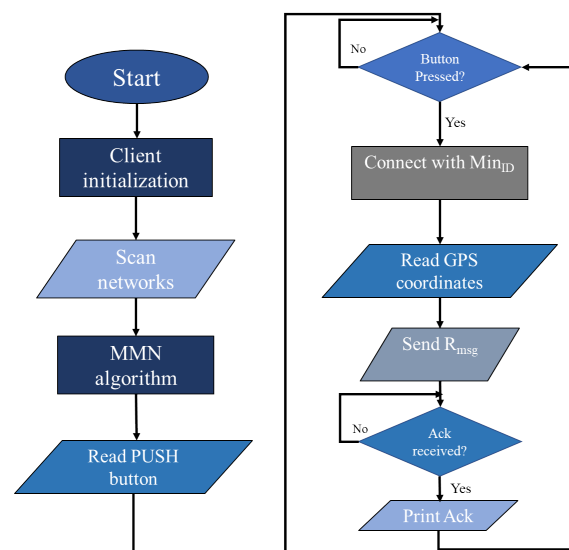 Start
Client
initialization
Scan
networks
MMN
algorithm
Read PUSH
button
No
Button
Pressed?
Yes
Connect with MinID
Read GPS
coordinates
Send Rmsg
No
Ack
received?
Yes
Print Ack